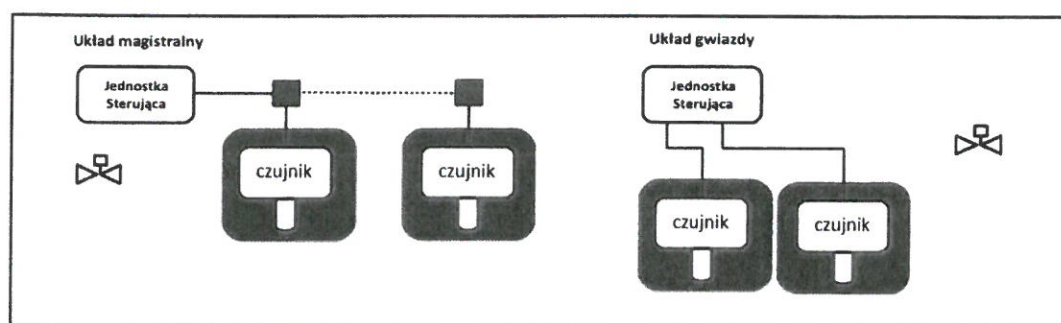 Układ magistralny
Jednostka
Sterująca
czujnik
czujnik
Układ gwiazdy
Jednostka
Sterująca
czujnik
czujnik